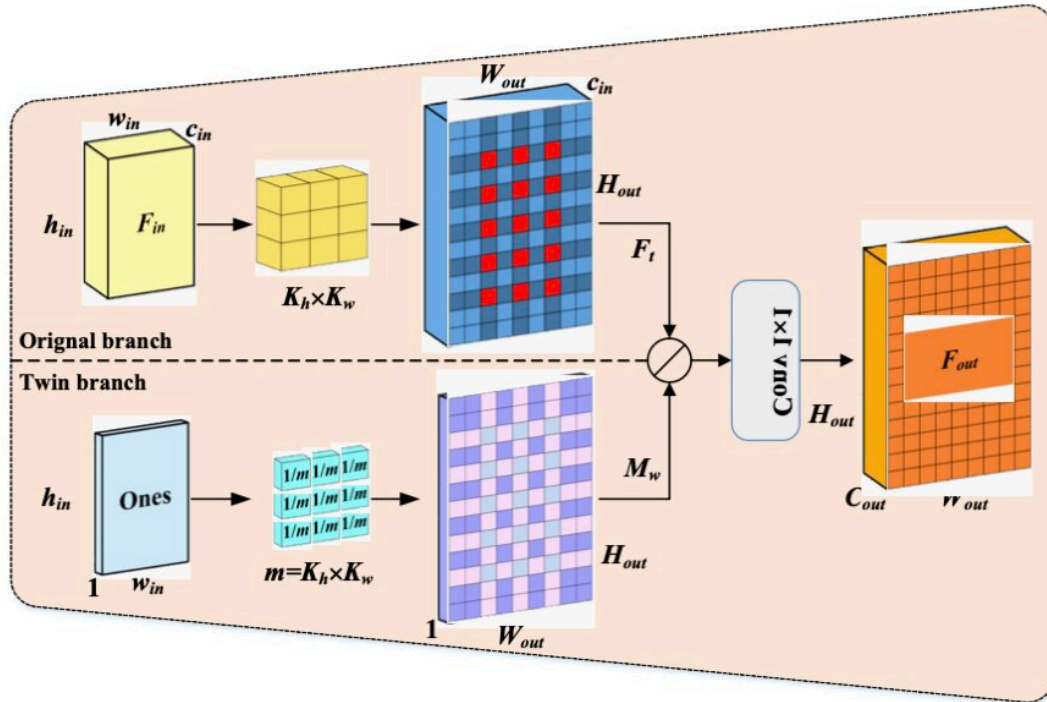 W_out
c_in
w_in
c_in
h_in
F_in
H_out
K_h×K_w
F_t
Orignal branch
Twin branch
Conv 1×1
F_out
H_out
C_out
W_out
h_in
Ones
1/m 1/m 1/m
1/m 1/m 1/m
1/m 1/m 1/m
M_w
H_out
1
w_in
m=K_h×K_w
1
W_out